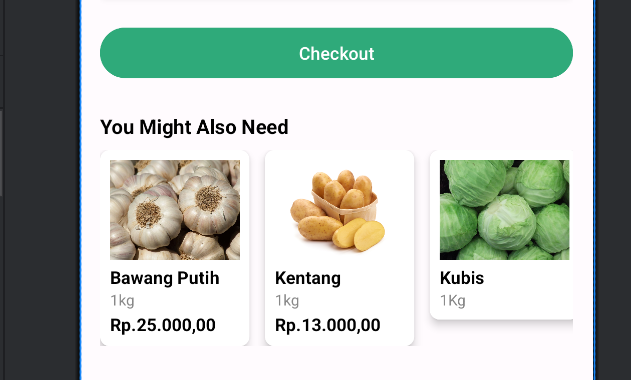 Checkout
You Might Also Need
Bawang Putih
1kg
Rp.25.000,00
Kentang
1kg
Rp.13.000,00
Kubis
1Kg